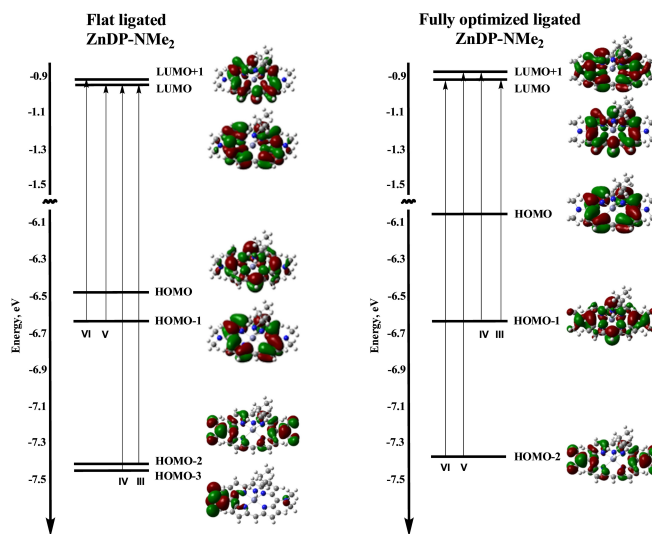 Flat ligated
ZnDP-NMe2
-0.9
-1.1
-1.3
-1.5
-6.1
-6.3
-6.5
-6.7
-6.9
-7.1
-7.3
-7.5
Energy, eV
LUMO+1
LUMO
HOMO
HOMO-1
VI
V
HOMO-2
HOMO-3
IV
III
Fully optimized ligated
ZnDP-NMe2
-0.9
-1.1
-1.3
-1.5
-6.1
-6.3
-6.5
-6.7
-6.9
-7.1
-7.3
-7.5
Energy, eV
LUMO+1
LUMO
HOMO
HOMO-1
IV
III
HOMO-2
VI
V